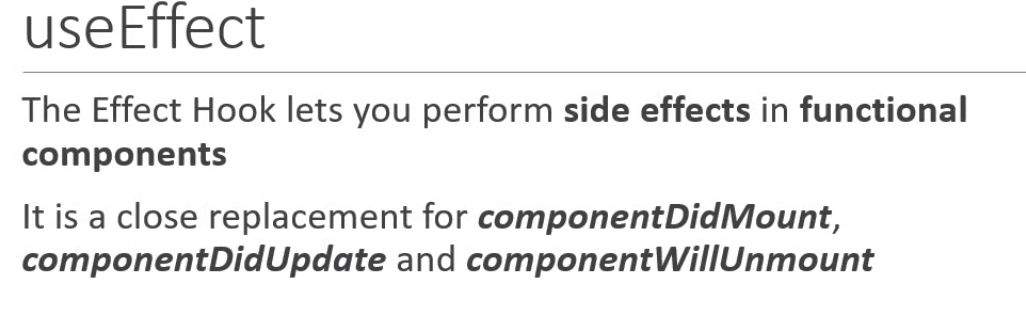 useEffect
The Effect Hook lets you perform side effects in functional
components
It is a close replacement for componentDidMount,
componentDidUpdate and componentWillUnmount